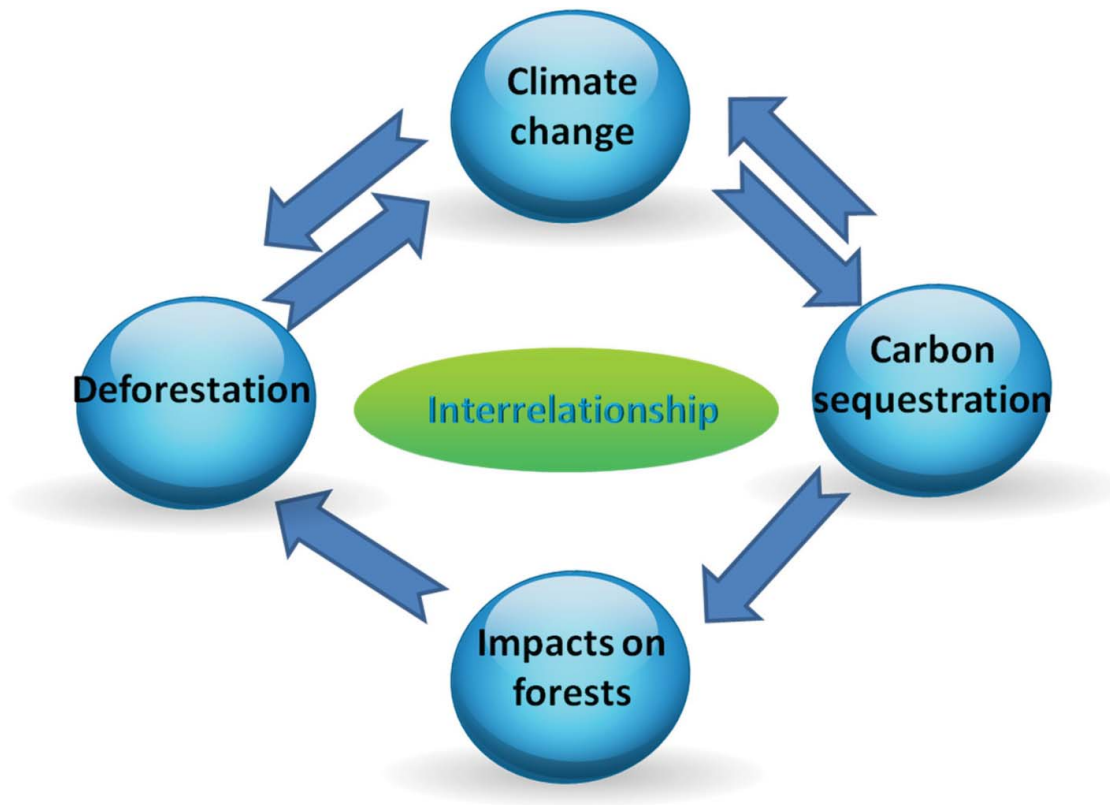 Climate
change
Deforestation
Interrelationship
Carbon
sequestration
Impacts on
forests